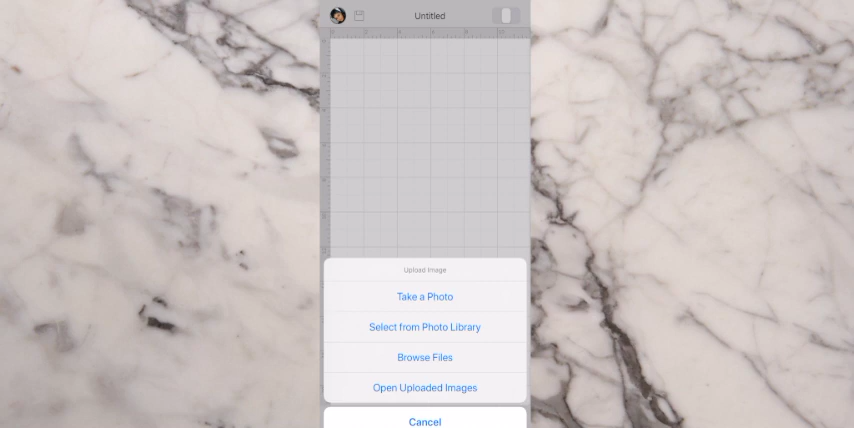 Untitled
Upload Image
Take a Photo
Select from Photo Library
Browse Files
Open Uploaded Images
Cancel